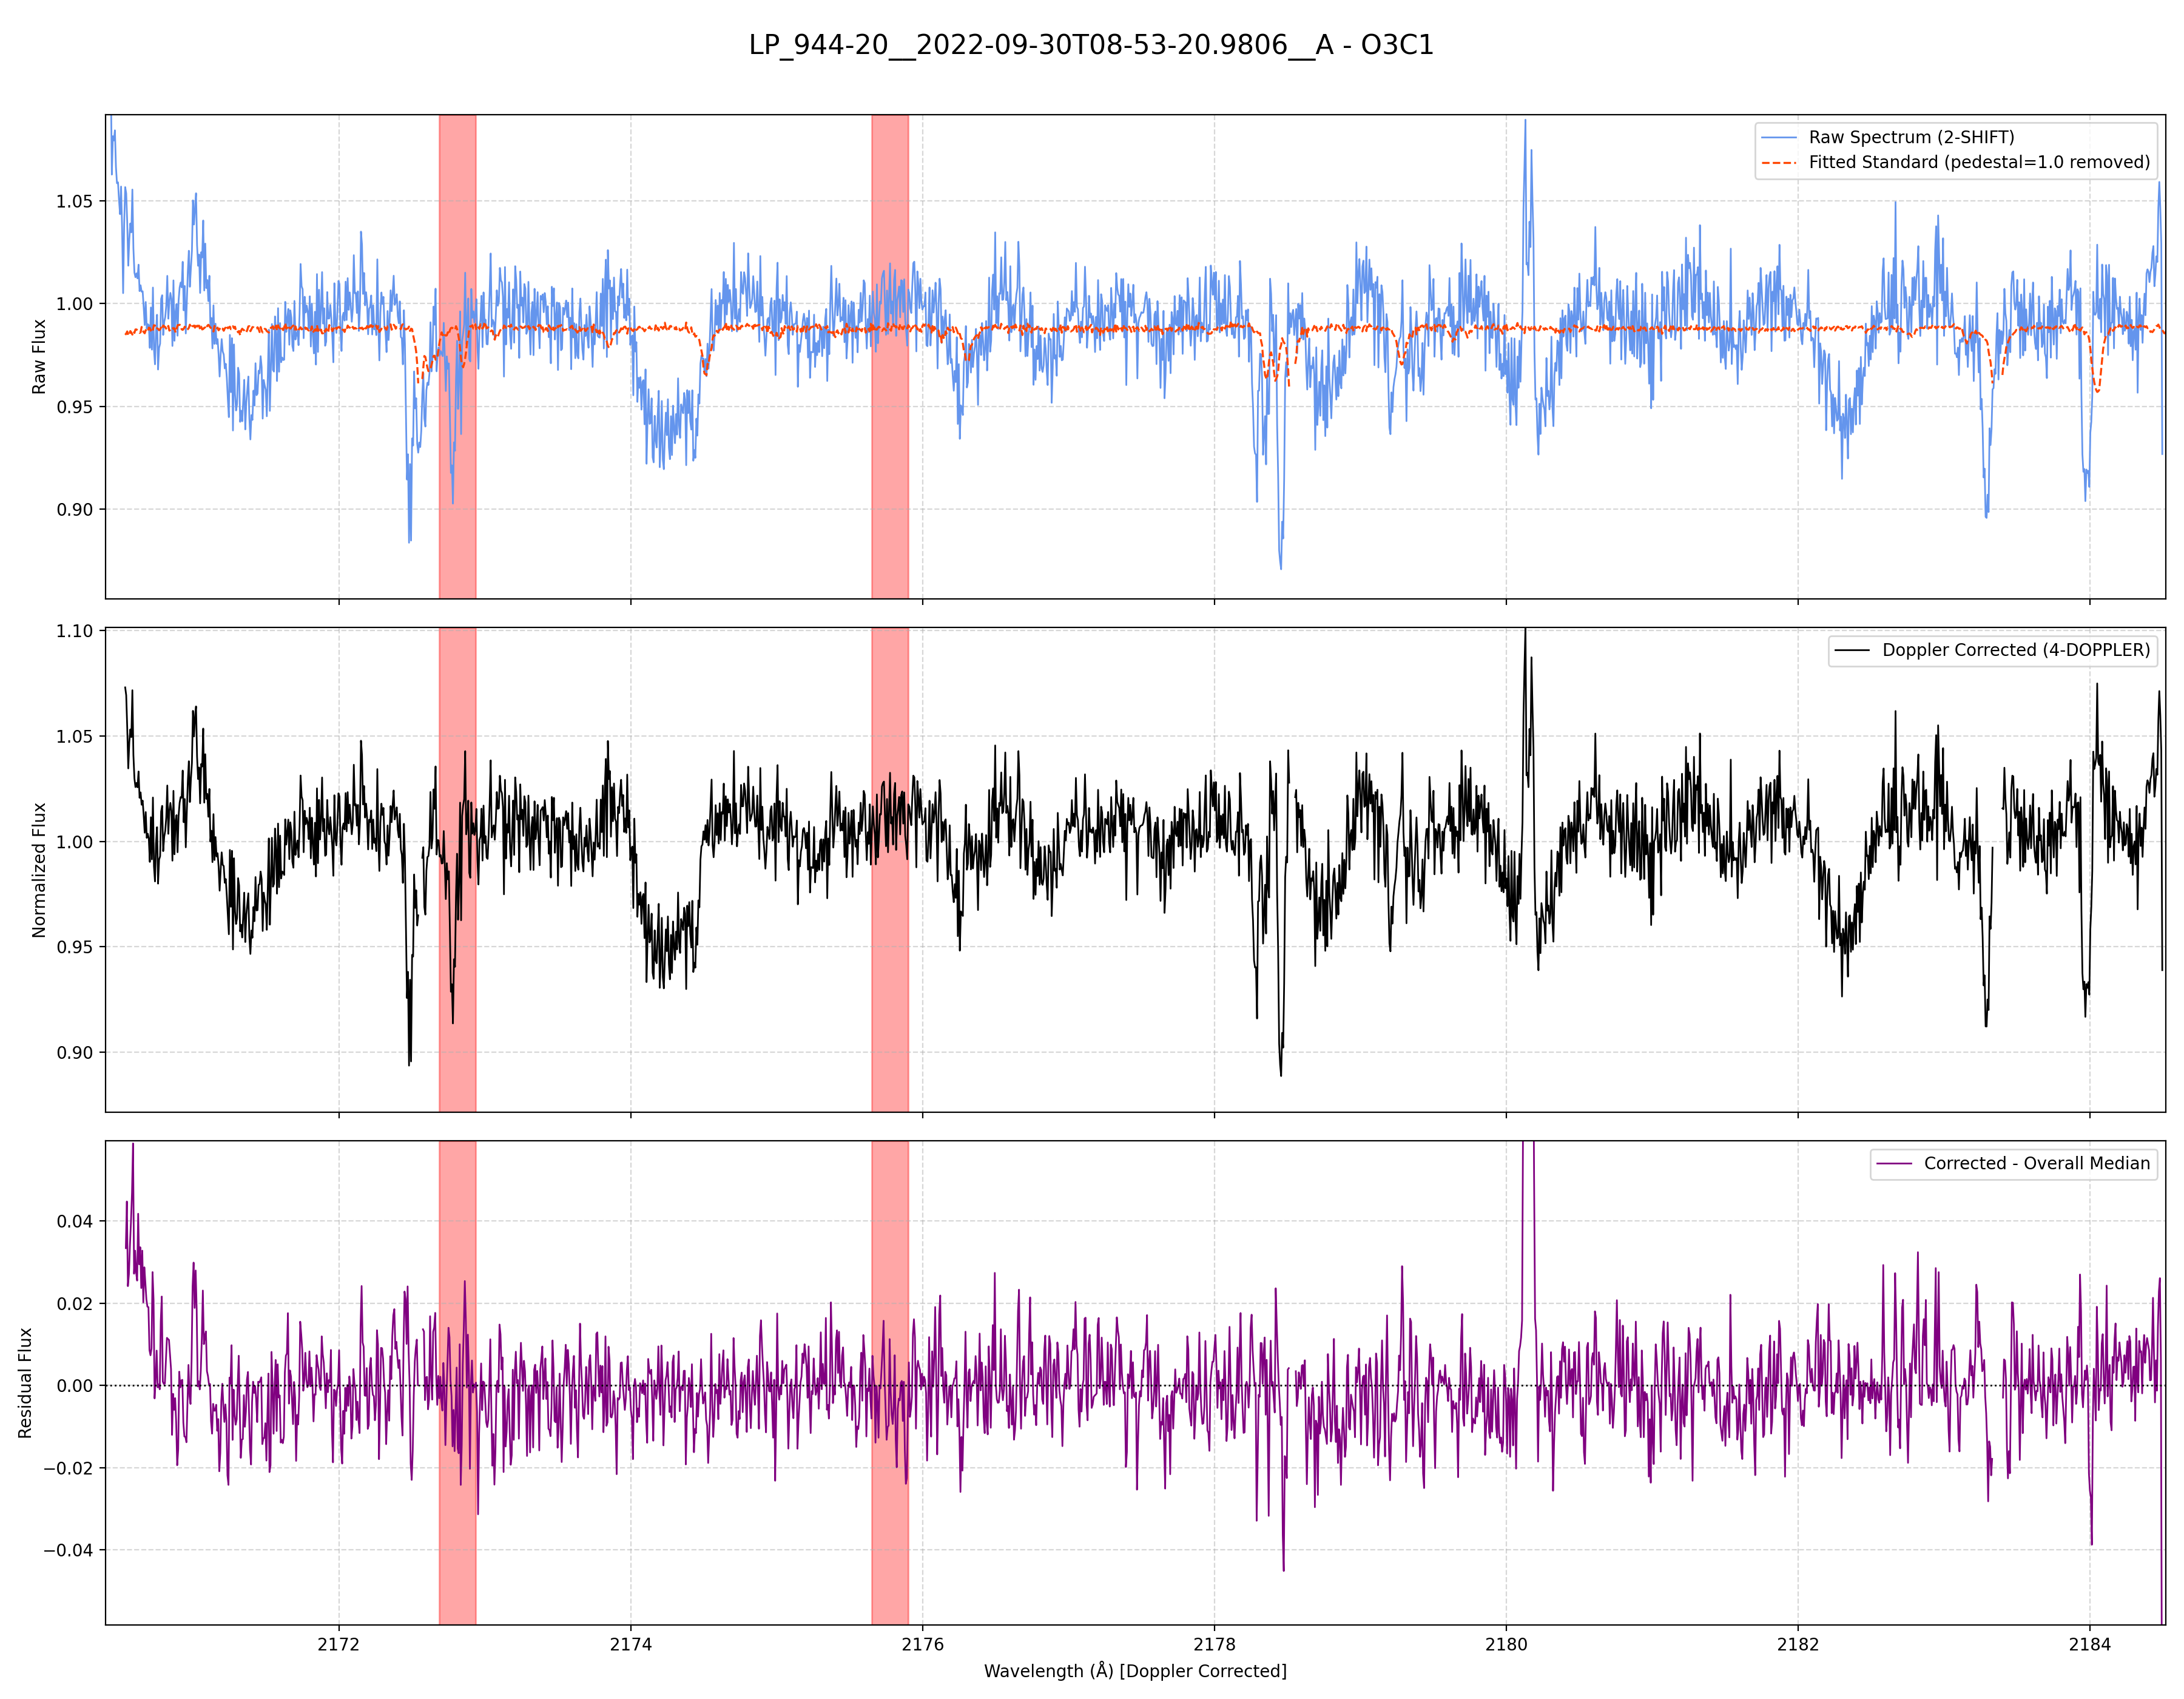 LP_944-20__2022-09-30T08-53-20.9806__A - O3C1
Raw Spectrum (2-SHIFT)
Fitted Standard (pedestal=1.0 removed)
1.05
1.00
0.95
0.90
Raw Flux
Doppler Corrected (4-DOPPLER)
1.10
1.05
1.00
0.95
0.90
Normalized Flux
Corrected - Overall Median
0.04
0.02
0.00
−0.02
−0.04
Residual Flux
2172 2174 2176 2178 2180 2182 2184
Wavelength (Å) [Doppler Corrected]